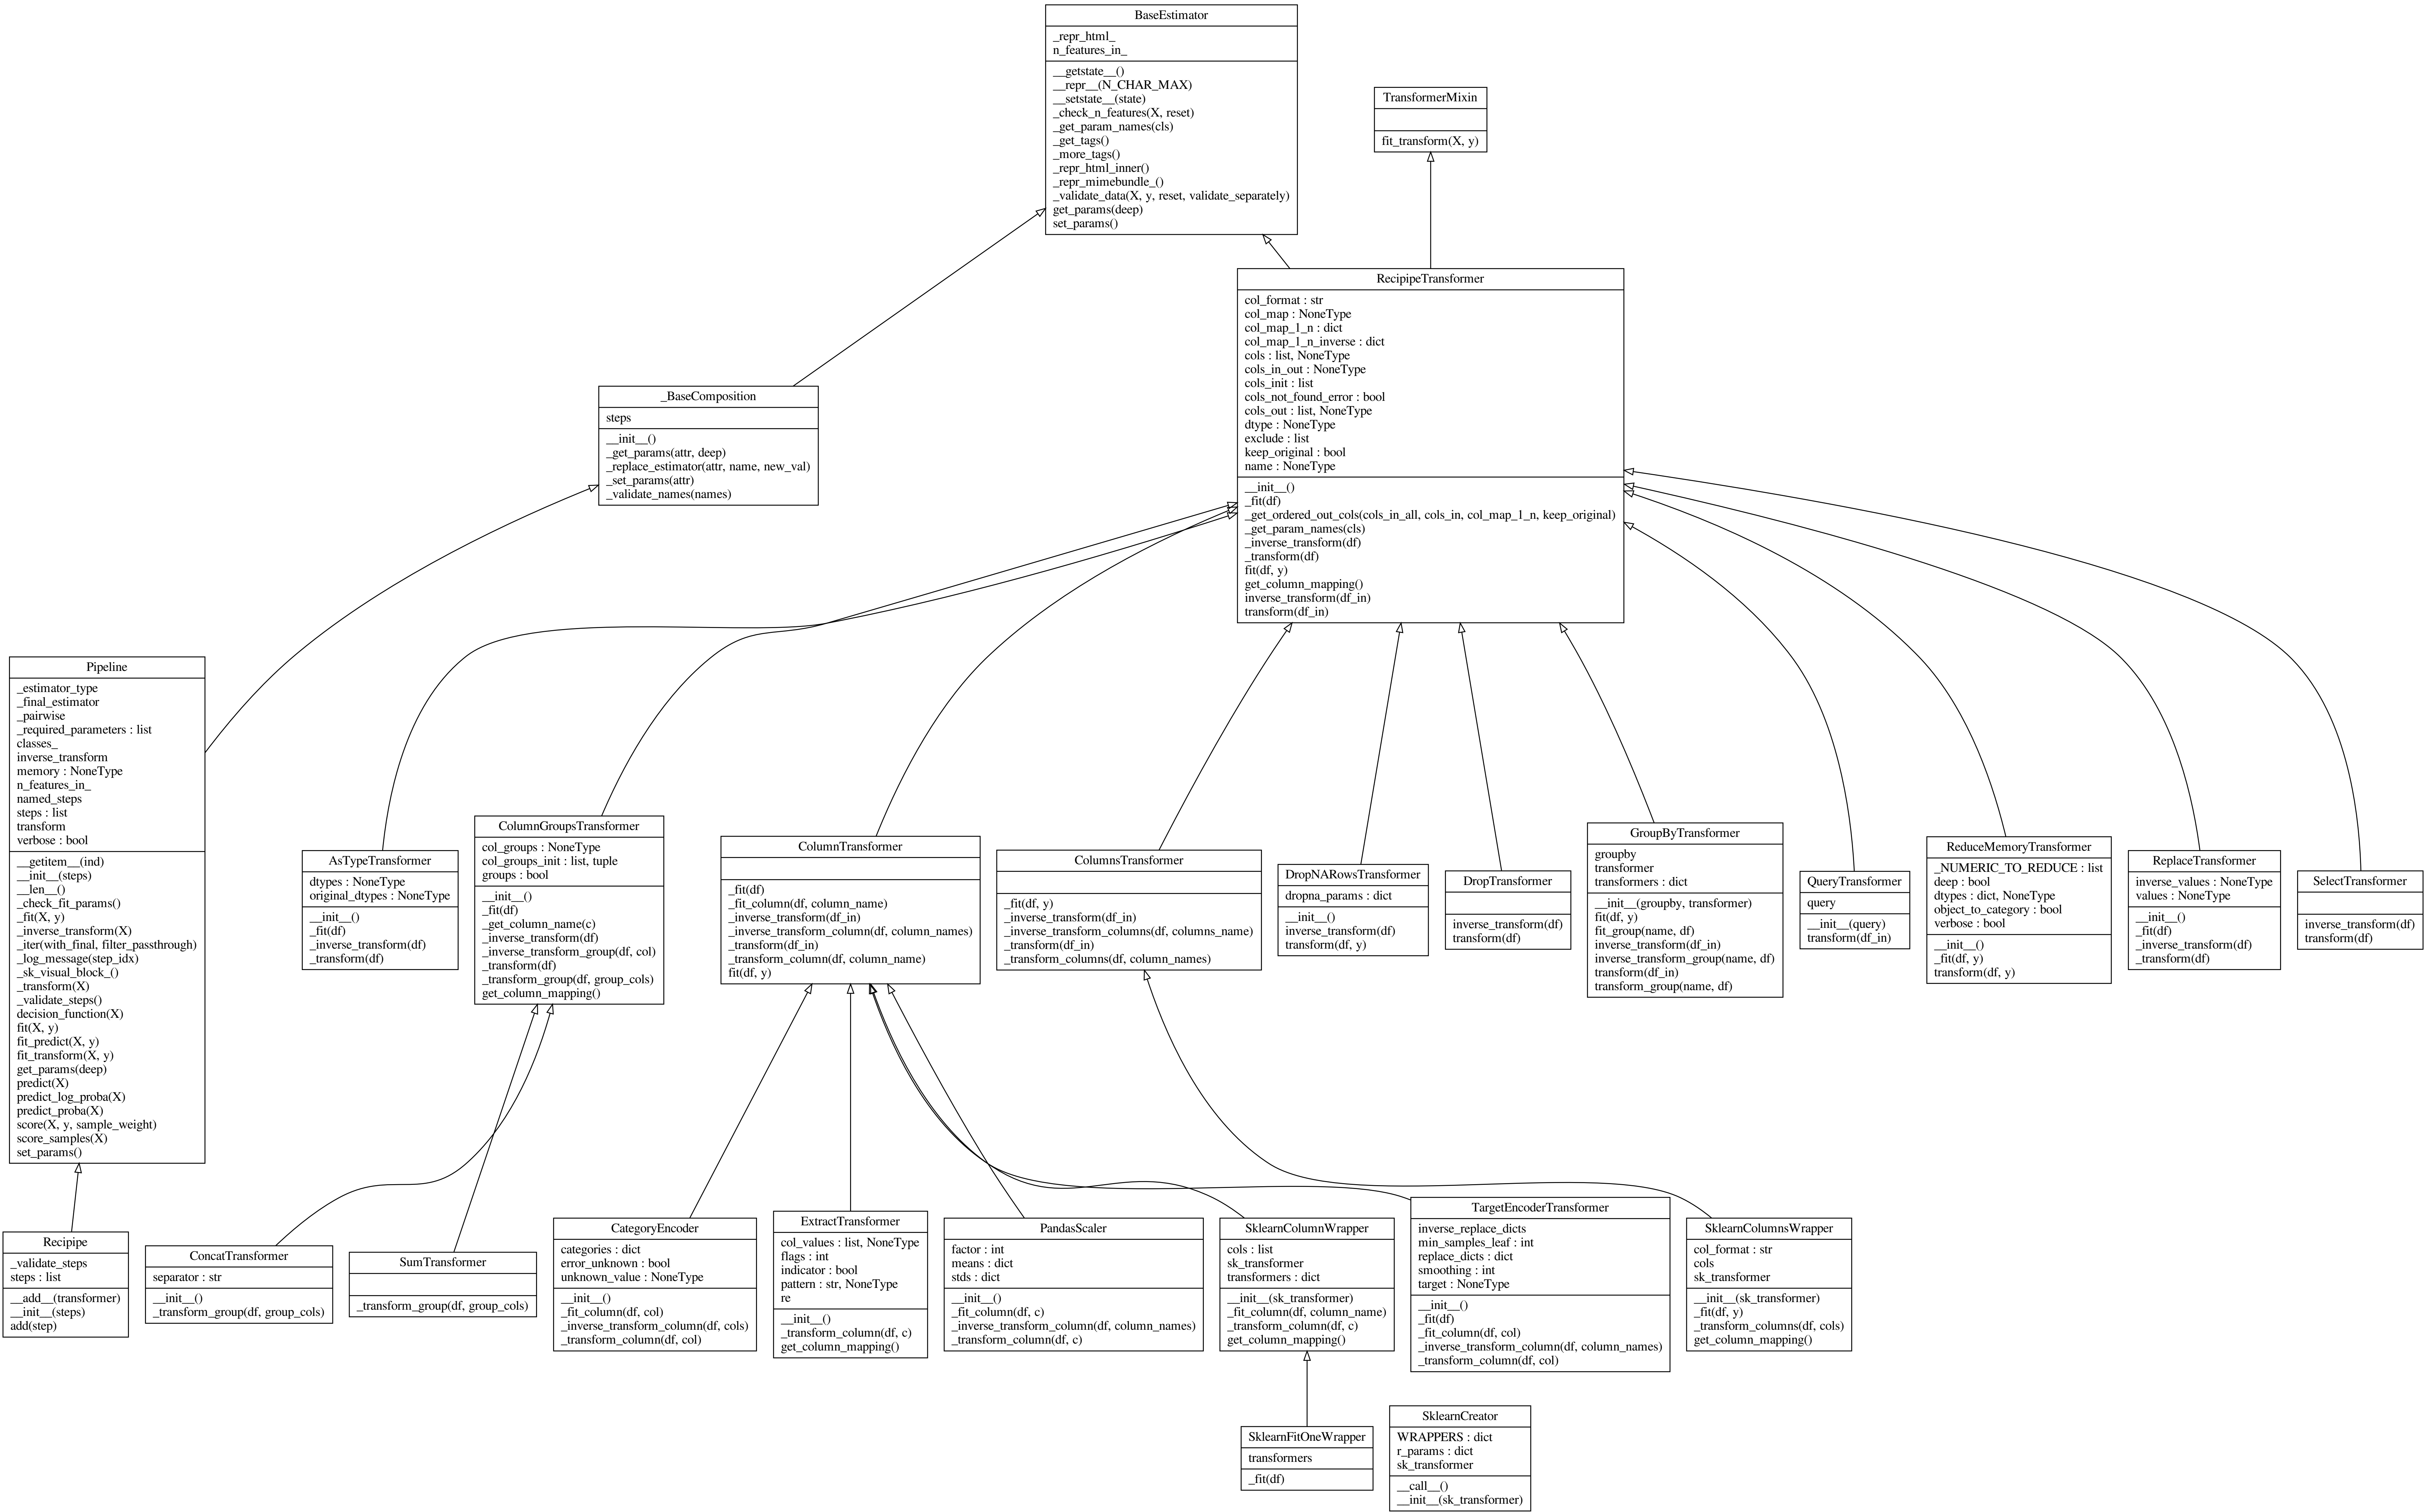 BaseEstimator
_repr_html_
n_features_in_
__getstate__()
__repr__(N_CHAR_MAX)
__setstate__(state)
_check_n_features(X, reset)
_get_param_names(cls)
_get_tags()
_more_tags()
_repr_html_inner()
_repr_mimebundle_()
_validate_data(X, y, reset, validate_separately)
get_params(deep)
set_params()
TransformerMixin
fit_transform(X, y)
RecipipeTransformer
col_format : str
col_map : NoneType
col_map_1_n : dict
col_map_1_n_inverse : dict
cols : list, NoneType
cols_in_out : NoneType
cols_init : list
cols_not_found_error : bool
cols_out : list, NoneType
dtype : NoneType
exclude : list
keep_original : bool
name : NoneType
__init__()
_fit(df)
_get_ordered_out_cols(cols_in_all, cols_in, col_map_1_n, keep_original)
_get_param_names(cls)
_inverse_transform(df)
_transform(df)
fit(df, y)
get_column_mapping()
inverse_transform(df_in)
transform(df_in)
_BaseComposition
steps
__init__()
_get_params(attr, deep)
_replace_estimator(attr, name, new_val)
_set_params(attr)
_validate_names(names)
Pipeline
_estimator_type
_final_estimator
_pairwise
_required_parameters : list
classes_
inverse_transform
memory : NoneType
n_features_in_
named_steps
steps : list
transform
verbose : bool
__getitem__(ind)
__init__(steps)
__len__()
_check_fit_params()
_fit(X, y)
_inverse_transform(X)
_iter(with_final, filter_passthrough)
_log_message(step_idx)
_sk_visual_block_()
_transform(X)
_validate_steps()
decision_function(X)
fit(X, y)
fit_predict(X, y)
fit_transform(X, y)
get_params(deep)
predict(X)
predict_log_proba(X)
predict_proba(X)
score(X, y, sample_weight)
score_samples(X)
set_params()
AsTypeTransformer
dtypes : NoneType
original_dtypes : NoneType
__init__()
_fit(df)
_inverse_transform(df)
_transform(df)
ColumnGroupsTransformer
col_groups : NoneType
col_groups_init : list, tuple
groups : bool
__init__()
_fit(df)
_get_column_name(c)
_inverse_transform(df)
_inverse_transform_group(df, col)
_transform(df)
_transform_group(df, group_cols)
get_column_mapping()
ColumnTransformer
_fit(df)
_fit_column(df, column_name)
_inverse_transform(df_in)
_inverse_transform_column(df, column_names)
_transform(df_in)
_transform_column(df, column_name)
fit(df, y)
ColumnsTransformer
_fit(df, y)
_inverse_transform(df_in)
_inverse_transform_columns(df, columns_name)
_transform(df_in)
_transform_columns(df, column_names)
DropNARowsTransformer
dropna_params : dict
__init__()
inverse_transform(df)
transform(df, y)
DropTransformer
inverse_transform(df)
transform(df)
GroupByTransformer
groupby
transformer
transformers : dict
__init__(groupby, transformer)
fit(df, y)
fit_group(name, df)
inverse_transform(df_in)
inverse_transform_group(name, df)
transform(df_in)
transform_group(name, df)
QueryTransformer
query
__init__(query)
transform(df_in)
ReduceMemoryTransformer
_NUMERIC_TO_REDUCE : list
deep : bool
dtypes : dict, NoneType
object_to_category : bool
verbose : bool
__init__()
_fit(df, y)
transform(df, y)
ReplaceTransformer
inverse_values : NoneType
values : NoneType
__init__()
_fit(df)
_inverse_transform(df)
_transform(df)
SelectTransformer
inverse_transform(df)
transform(df)
Recipipe
_validate_steps
steps : list
__add__(transformer)
__init__(steps)
add(step)
ConcatTransformer
separator : str
__init__()
_transform_group(df, group_cols)
SumTransformer
_transform_group(df, group_cols)
CategoryEncoder
categories : dict
error_unknown : bool
unknown_value : NoneType
__init__()
_fit_column(df, col)
_inverse_transform_column(df, cols)
_transform_column(df, col)
ExtractTransformer
col_values : list, NoneType
flags : int
indicator : bool
pattern : str, NoneType
re
__init__()
_transform_column(df, c)
get_column_mapping()
PandasScaler
factor : int
means : dict
stds : dict
__init__()
_fit_column(df, c)
_inverse_transform_column(df, column_names)
_transform_column(df, c)
SklearnColumnWrapper
cols : list
sk_transformer
transformers : dict
__init__(sk_transformer)
_fit_column(df, column_name)
_transform_column(df, c)
get_column_mapping()
TargetEncoderTransformer
inverse_replace_dicts
min_samples_leaf : int
replace_dicts : dict
smoothing : int
target : NoneType
__init__()
_fit(df)
_fit_column(df, col)
_inverse_transform_column(df, column_names)
_transform_column(df, col)
SklearnColumnsWrapper
col_format : str
cols
sk_transformer
__init__(sk_transformer)
_fit(df, y)
_transform_columns(df, cols)
get_column_mapping()
SklearnFitOneWrapper
transformers
_fit(df)
SklearnCreator
WRAPPERS : dict
r_params : dict
sk_transformer
__call__()
__init__(sk_transformer)